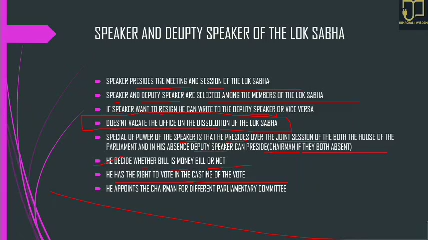 SPEAKER AND DEUPTY SPEAKER OF THE LOK SABHA
SPEAKER PRESIDES THE MEETING AND SESSION OF THE LOK SABHA
SPEAKER AND DEPUTY SPEAKER ARE SELECTED AMONG THE MEMBERS OF THE LOK SABHA
IF SPEAKER WANT TO RESIGN HE CAN WRITE TO THE DEPUTY SPEAKER OR VICE VERSA
DOESN'T VACATE THE OFFICE ON THE DISSOLUTION OF THE LOK SABHA
SPECIAL OF POWER OF THE SPEAKER IS THAT HE PRESIDES OVER THE JOINT SESSION OF THE BOTH THE HOUSE OF THE
PARLIAMENT AND IN HIS ABSENCE DEPUTY SPEAKER CAN PRESIDE(CHAIRMAN IF THEY BOTH ABSENT)
HE DECIDE WHETHER BILL IS MONEY BILL OR NOT
HE HAS THE RIGHT TO VOTE IN THE CASTING OF THE VOTE
HE APPOINTS THE CHAIRMAN FOR DIFFERENT PARLIAMENTARY COMMITTEE